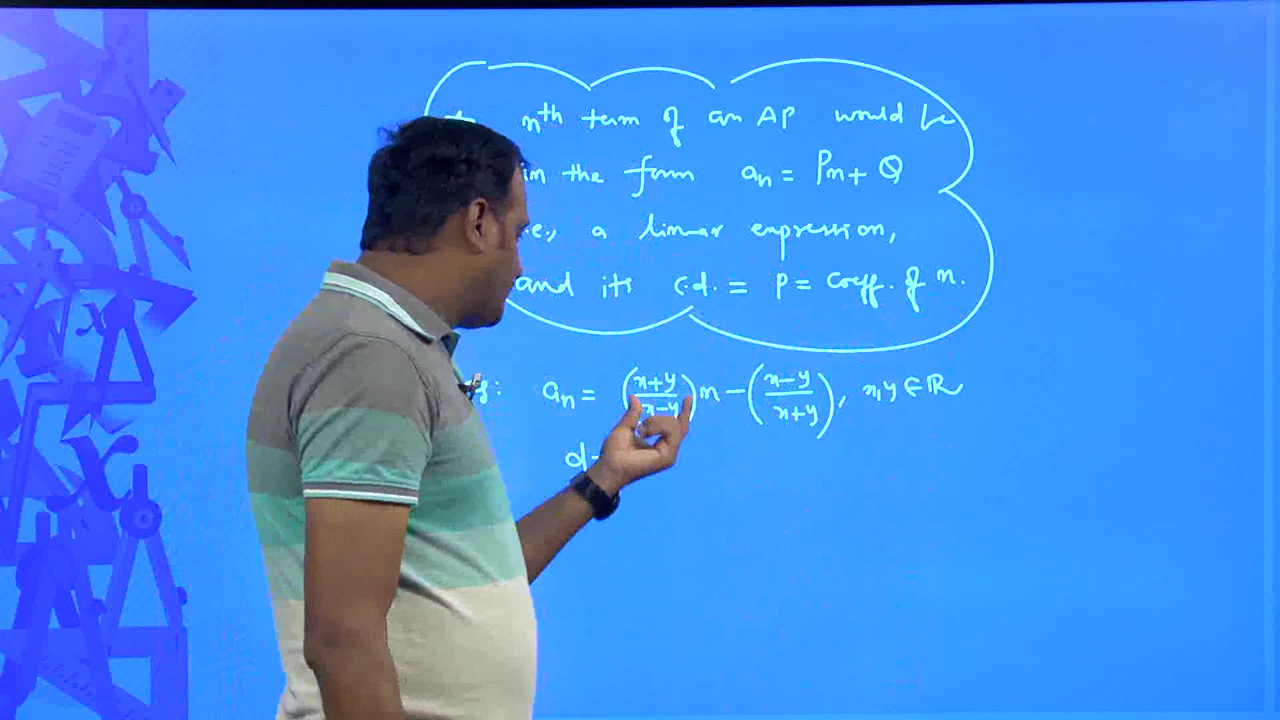 nth term of an AP would be
in the form an = Pn + Q
i.e., a linear expression,
and its c.d. = P = coeff. of n.
an = (x+y/x-y)n - (x-y/x+y), x,y ∈ ℝ
d =